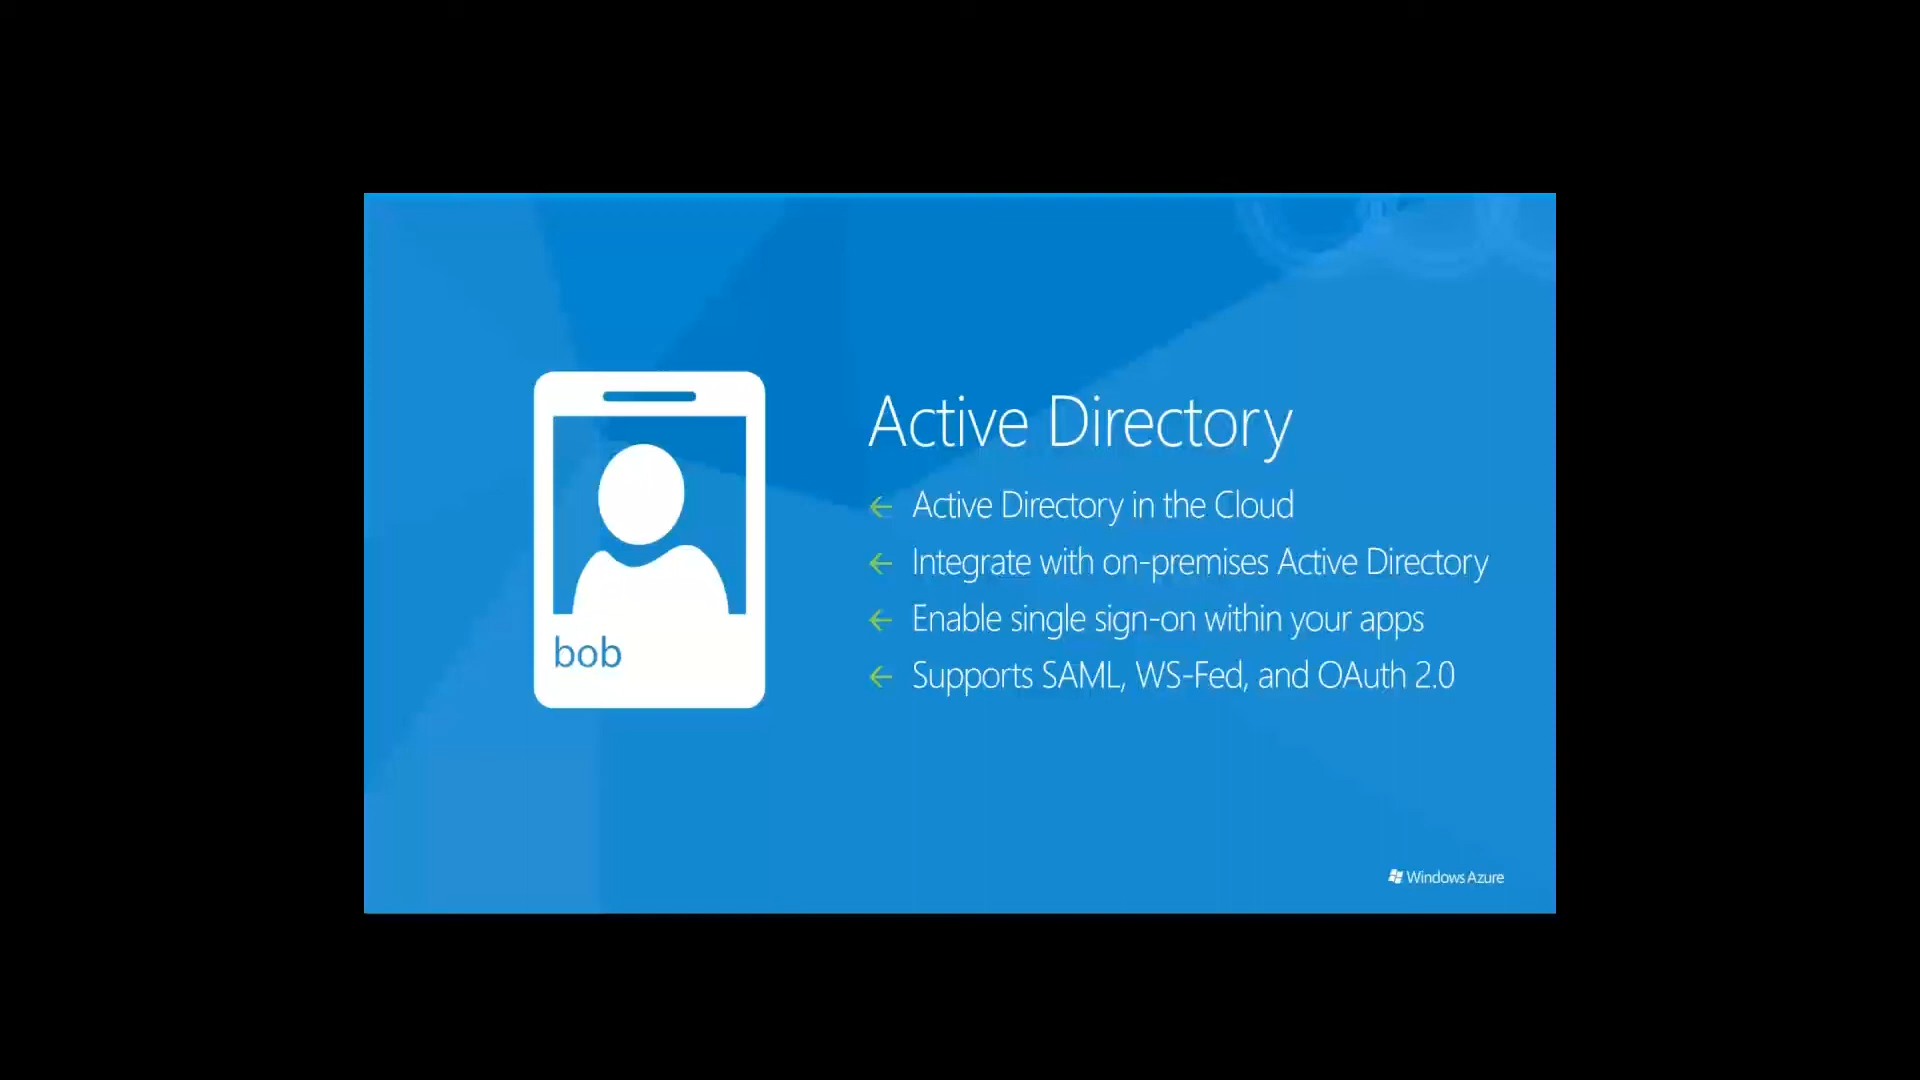 bob
Active Directory
Active Directory in the Cloud
Integrate with on-premises Active Directory
Enable single sign-on within your apps
Supports SAML, WS-Fed, and OAuth 2.0
Windows Azure